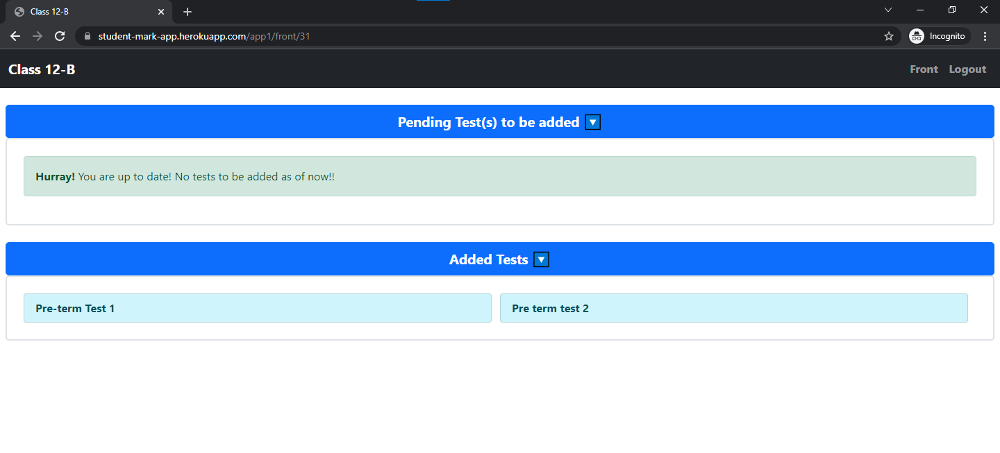 Class 12-B
student-mark-app.herokuapp.com/app1/front/31
Incognito
Class 12-B
Front Logout
Pending Test(s) to be added 🔽
Hurray! You are up to date! No tests to be added as of now!!
Added Tests 🔽
Pre-term Test 1
Pre term test 2